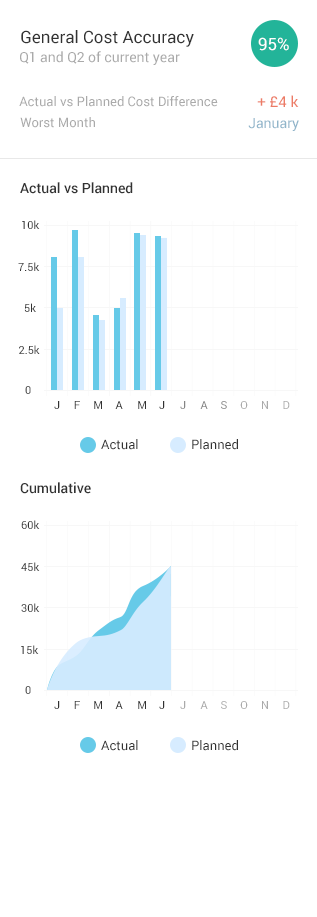 General Cost Accuracy
Q1 and Q2 of current year
95%
Actual vs Planned Cost Difference + £4 k
Worst Month January
Actual vs Planned
10k
7.5k
5k
2.5k
0
J F M A M J J A S O N D
Actual Planned
Cumulative
60k
45k
30k
15k
0
J F M A M J J A S O N D
Actual Planned